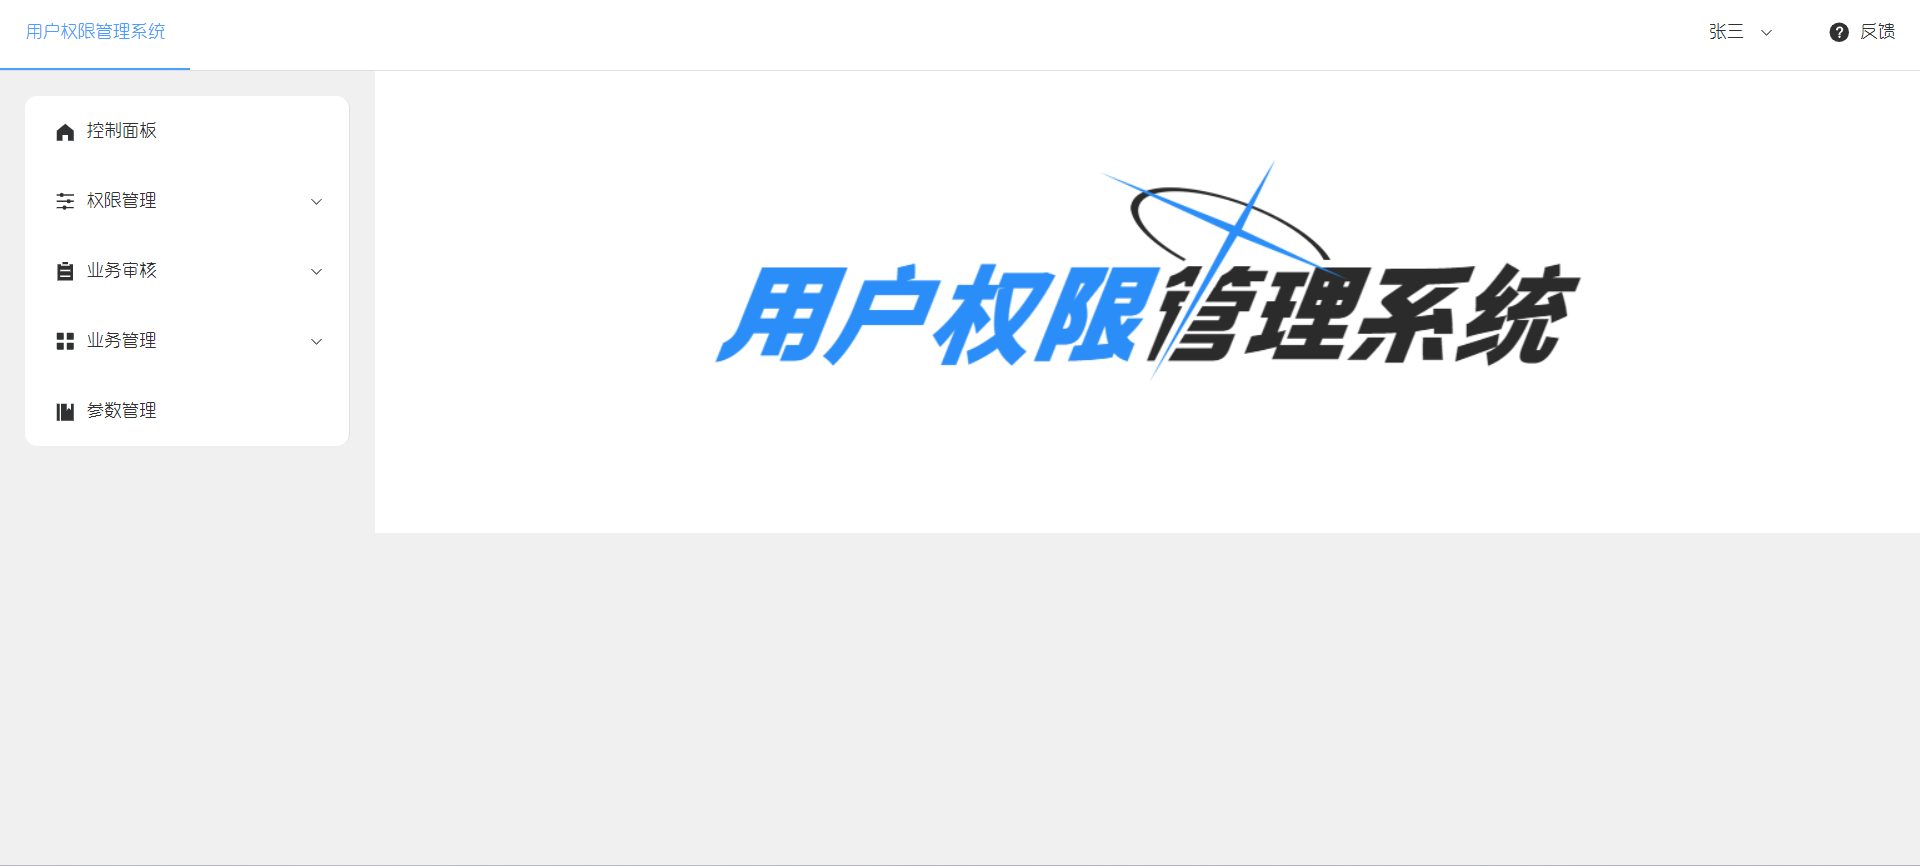 用户权限管理系统
张三
反馈
控制面板
权限管理
业务审核
业务管理
参数管理
用户权限管理系统